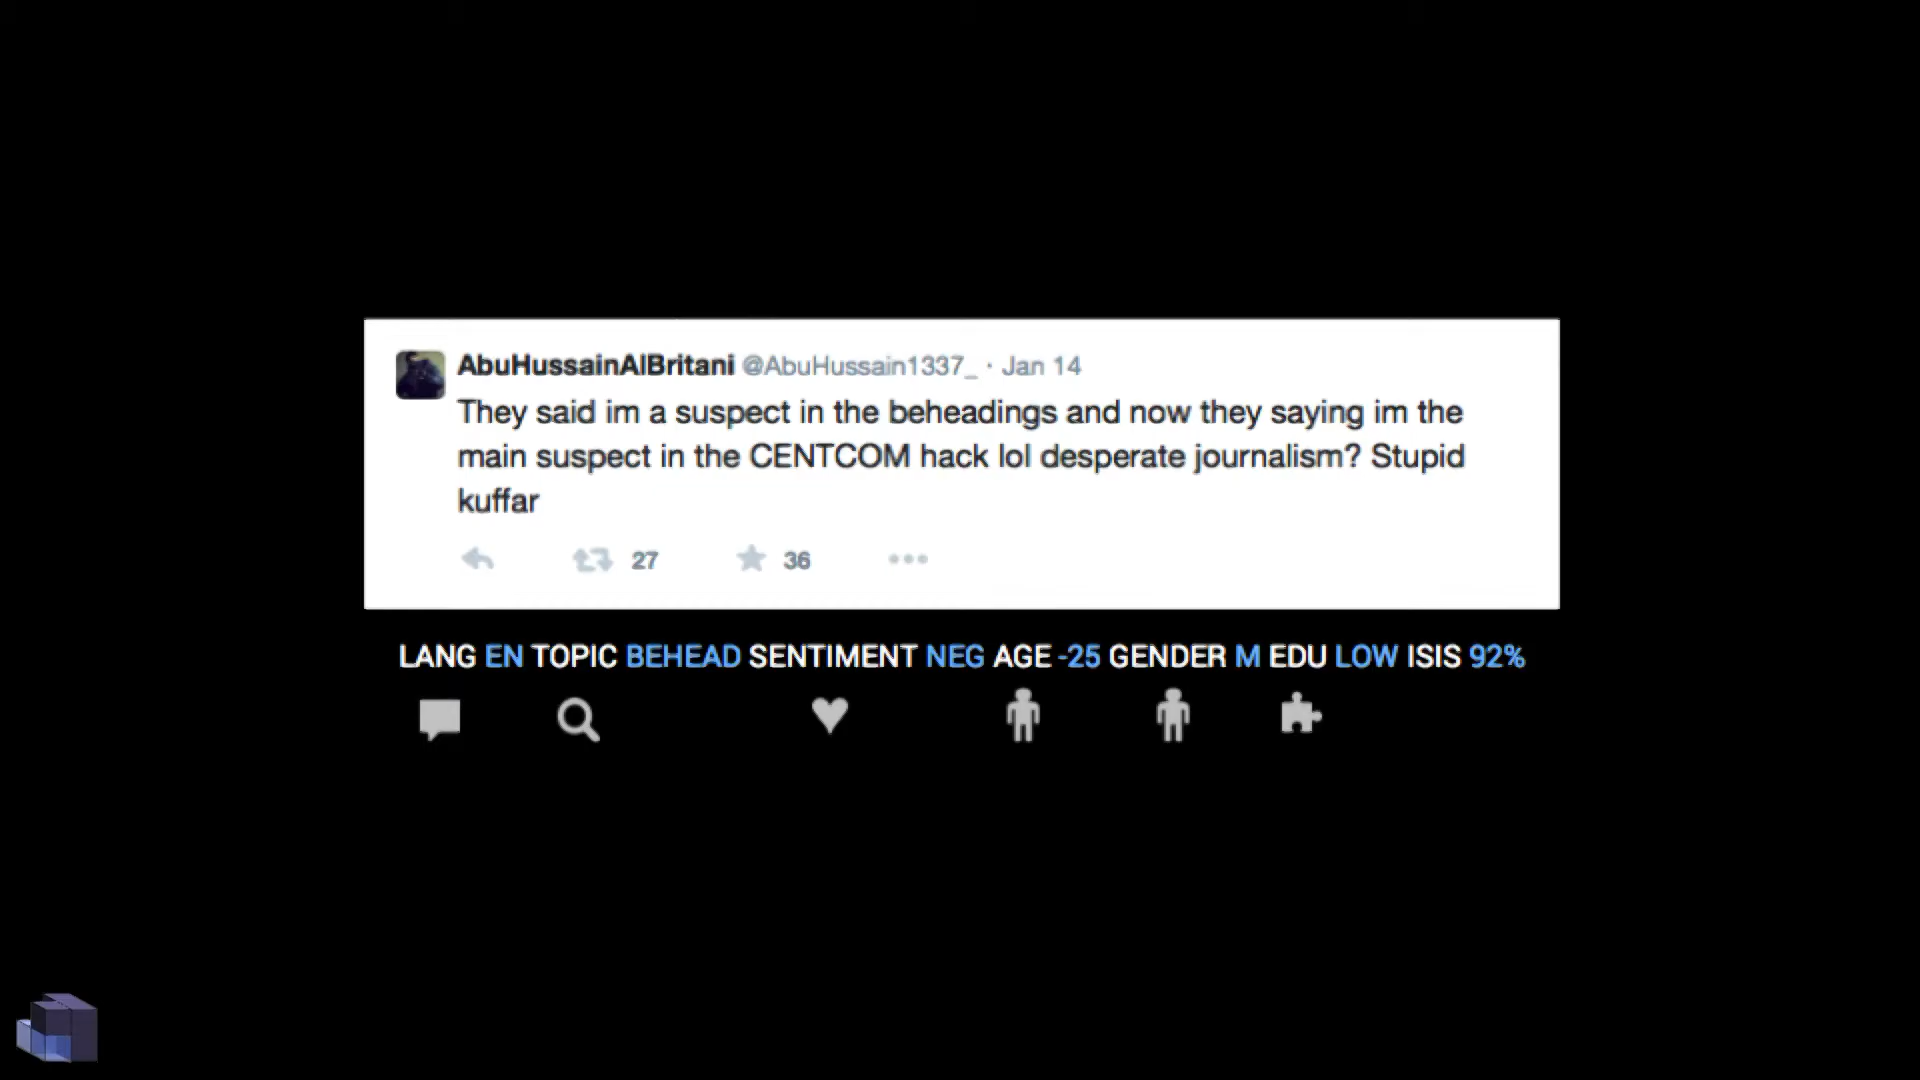 AbuHussainAlBritani @AbuHussain1337_ · Jan 14
They said im a suspect in the beheadings and now they saying im the
main suspect in the CENTCOM hack lol desperate journalism? Stupid
kuffar
27 36
LANG EN TOPIC BEHEAD SENTIMENT NEG AGE -25 GENDER M EDU LOW ISIS 92%